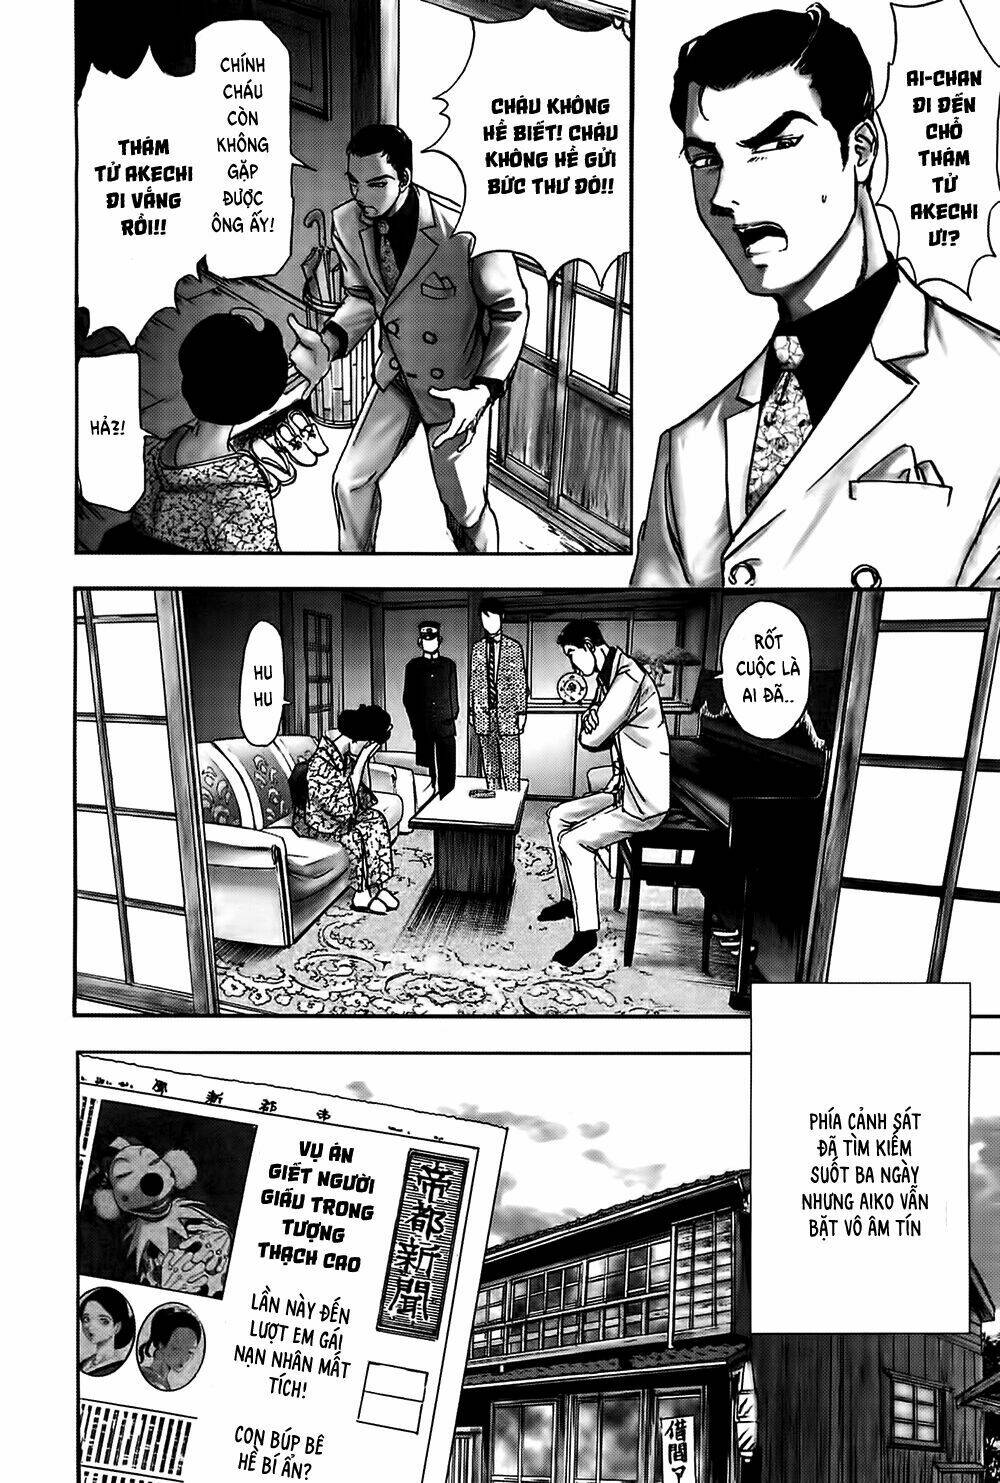 AI-CHAN
ĐI ĐẾN
CHỖ
THÁM
TỬ
AKECHI
Ư!?
CHÁU KHÔNG
HỀ BIẾT! CHÁU
KHÔNG HỀ GỬI
BỨC THƯ ĐÓ!!
CHÍNH
CHÁU
CÒN
KHÔNG
GẶP
ĐƯỢC
ÔNG ẤY!
THÁM
TỬ AKECHI
ĐI VẮNG
RỒI!!
HẢ?!
RỐT
CUỘC LÀ
AI ĐÃ..
HU
HU
PHÍA CẢNH SÁT
ĐÃ TÌM KIẾM
SUỐT BA NGÀY
NHƯNG AIKO VẪN
BẶT VÔ ÂM TÍN
帝都新聞
VỤ ÁN
GIẾT NGƯỜI
GIẤU TRONG
TƯỢNG
THẠCH CAO
LẦN NÀY ĐẾN
LƯỢT EM GÁI
NẠN NHÂN MẤT
TÍCH!
CON BÚP BÊ
HỀ BÍ ẨN?
借間ア